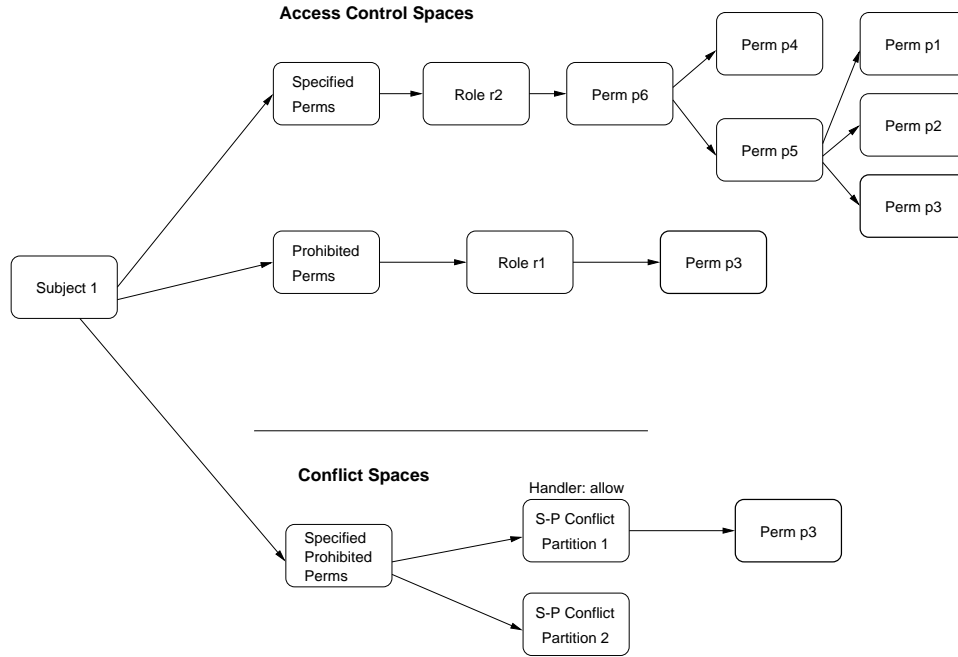 Access Control Spaces
Perm p4
Perm p1
Specified
Perms
Role r2
Perm p6
Perm p5
Perm p2
Perm p3
Prohibited
Perms
Role r1
Perm p3
Subject 1
Conflict Spaces
Handler: allow
S-P Conflict
Partition 1
Perm p3
Specified
Prohibited
Perms
S-P Conflict
Partition 2